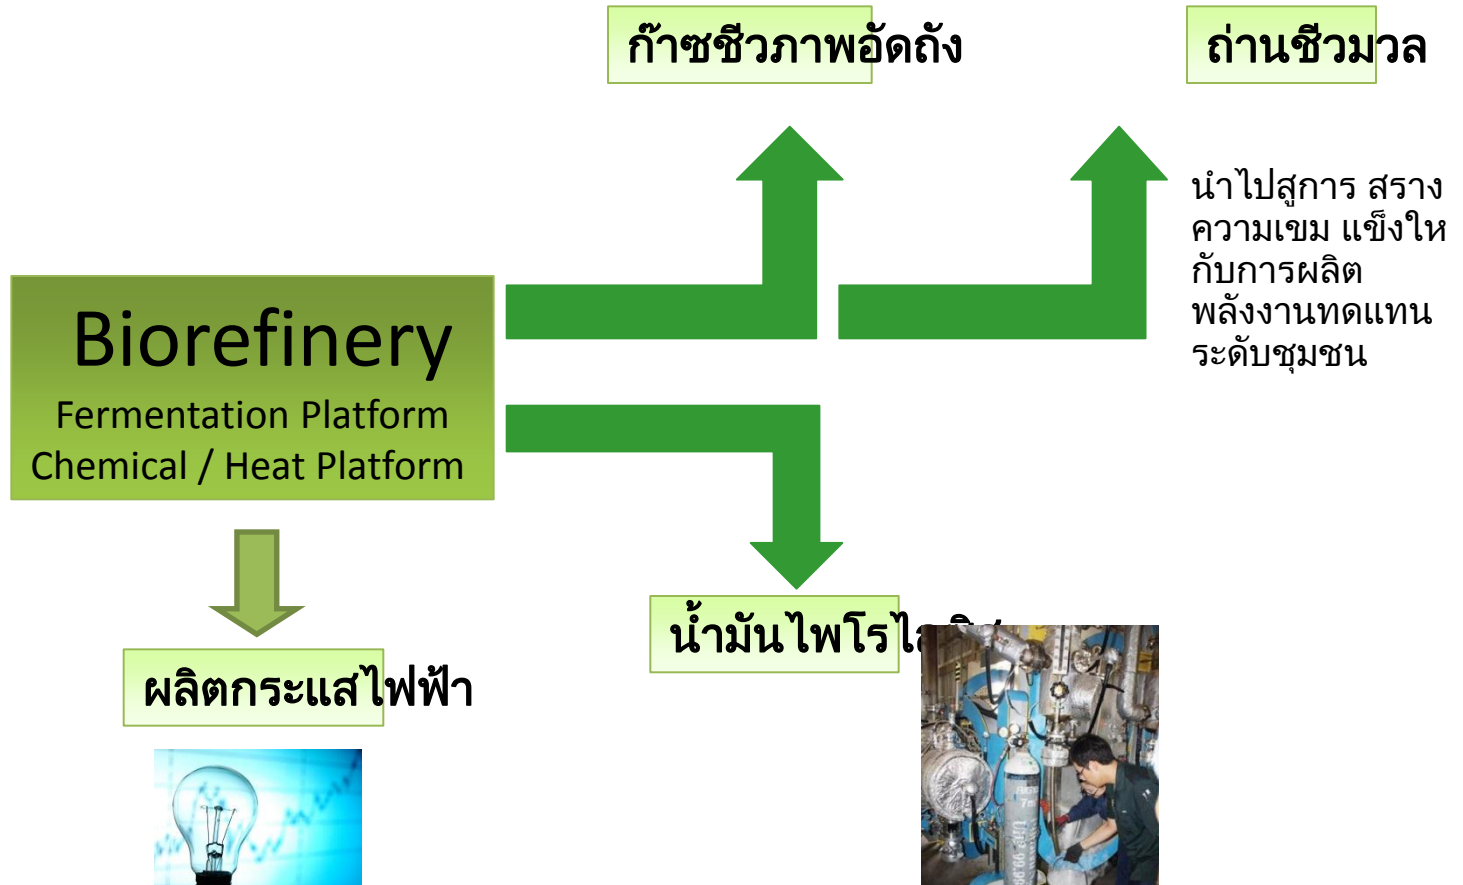 ก๊าซชีวภาพอัดถัง
ถ่านชีวมวล
นำไปสูการ สราง
ความเขม แข็งให
กับการผลิต
พลังงานทดแทน
ระดับชุมชน
Biorefinery
Fermentation Platform
Chemical / Heat Platform
น้ำมันไพโรไ
ผลิตกระแสไฟฟ้า